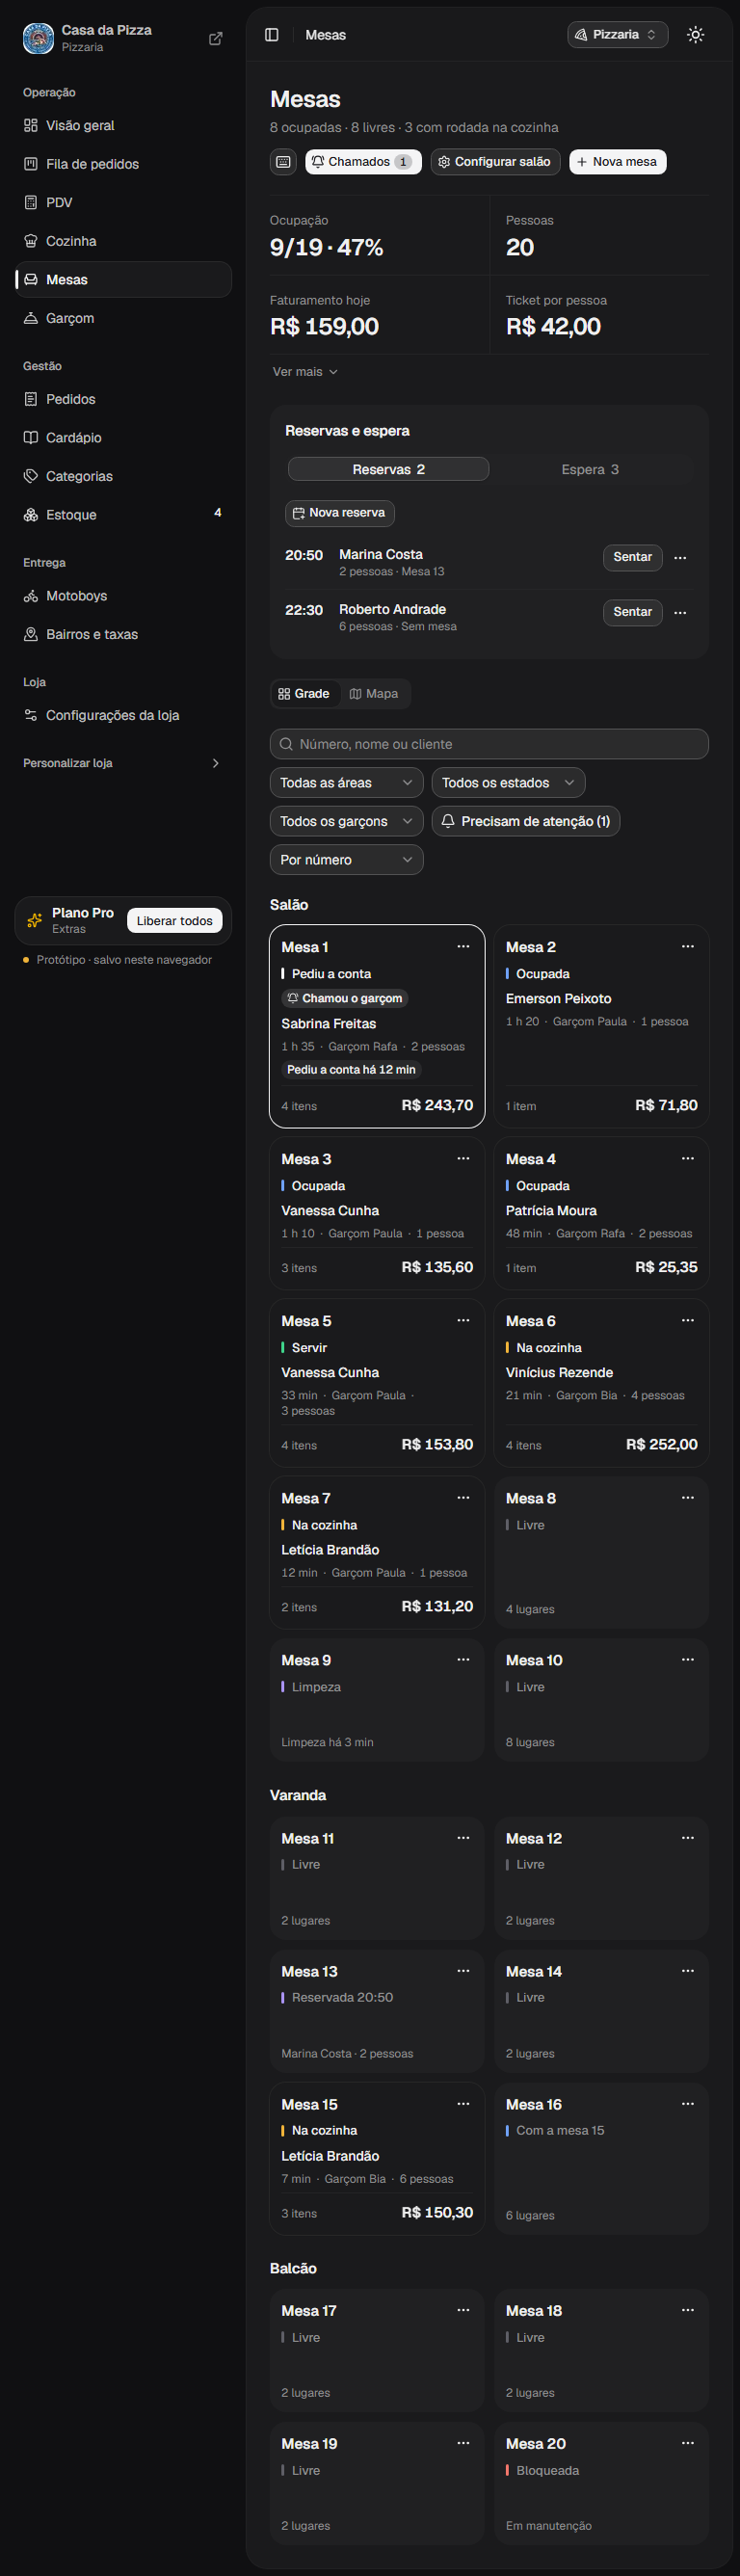 Casa da Pizza
Pizzaria
Operação
Visão geral
Fila de pedidos
PDV
Cozinha
Mesas
Garçom
Gestão
Pedidos
Cardápio
Categorias
Estoque 4
Entrega
Motoboys
Bairros e taxas
Loja
Configurações da loja
Personalizar loja
Plano Pro
Extras
Liberar todos
Protótipo · salvo neste navegador
Mesas
Pizzaria
Mesas
8 ocupadas · 8 livres · 3 com rodada na cozinha
Chamados 1
Configurar salão
+ Nova mesa
Ocupação
9/19 · 47%
Pessoas
20
Faturamento hoje
R$ 159,00
Ticket por pessoa
R$ 42,00
Ver mais
Reservas e espera
Reservas 2
Espera 3
Nova reserva
20:50 Marina Costa
2 pessoas · Mesa 13
Sentar
22:30 Roberto Andrade
6 pessoas · Sem mesa
Sentar
Grade
Mapa
Número, nome ou cliente
Todas as áreas
Todos os estados
Todos os garçons
Precisam de atenção (1)
Por número
Salão
Mesa 1
Pediu a conta
Chamou o garçom
Sabrina Freitas
1 h 35 · Garçom Rafa · 2 pessoas
Pediu a conta há 12 min
4 itens R$ 243,70
Mesa 2
Ocupada
Emerson Peixoto
1 h 20 · Garçom Paula · 1 pessoa
1 item R$ 71,80
Mesa 3
Ocupada
Vanessa Cunha
1 h 10 · Garçom Paula · 1 pessoa
3 itens R$ 135,60
Mesa 4
Ocupada
Patrícia Moura
48 min · Garçom Rafa · 2 pessoas
1 item R$ 25,35
Mesa 5
Servir
Vanessa Cunha
33 min · Garçom Paula ·
3 pessoas
4 itens R$ 153,80
Mesa 6
Na cozinha
Vinícius Rezende
21 min · Garçom Bia · 4 pessoas
4 itens R$ 252,00
Mesa 7
Na cozinha
Letícia Brandão
12 min · Garçom Paula · 1 pessoa
2 itens R$ 131,20
Mesa 8
Livre
4 lugares
Mesa 9
Limpeza
Limpeza há 3 min
Mesa 10
Livre
8 lugares
Varanda
Mesa 11
Livre
2 lugares
Mesa 12
Livre
2 lugares
Mesa 13
Reservada 20:50
Marina Costa · 2 pessoas
Mesa 14
Livre
2 lugares
Mesa 15
Na cozinha
Letícia Brandão
7 min · Garçom Bia · 6 pessoas
3 itens R$ 150,30
Mesa 16
Com a mesa 15
6 lugares
Balcão
Mesa 17
Livre
2 lugares
Mesa 18
Livre
2 lugares
Mesa 19
Livre
2 lugares
Mesa 20
Bloqueada
Em manutenção